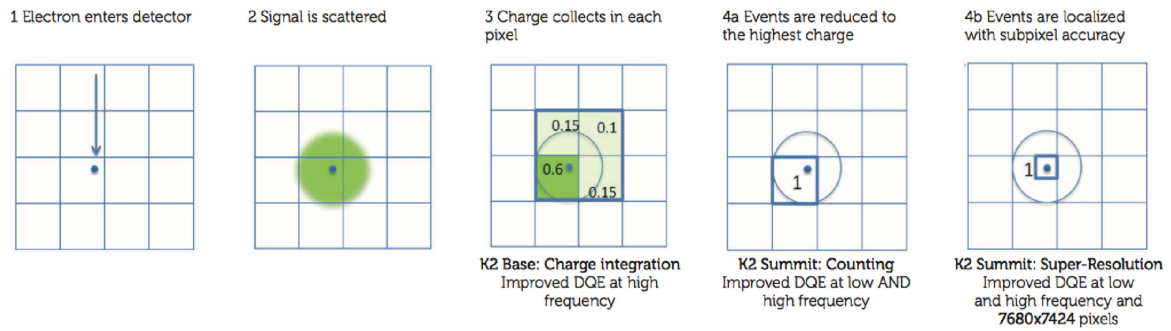 1 Electron enters detector
2 Signal is scattered
3 Charge collects in each
pixel
4a Events are reduced to
the highest charge
4b Events are localized
with subpixel accuracy
0.15 0.1
0.6
0.15
1
1
K2 Base: Charge integration
Improved DQE at high
frequency
K2 Summit: Counting
Improved DQE at low AND
high frequency
K2 Summit: Super-Resolution
Improved DQE at low
and high frequency and
7680x7424 pixels